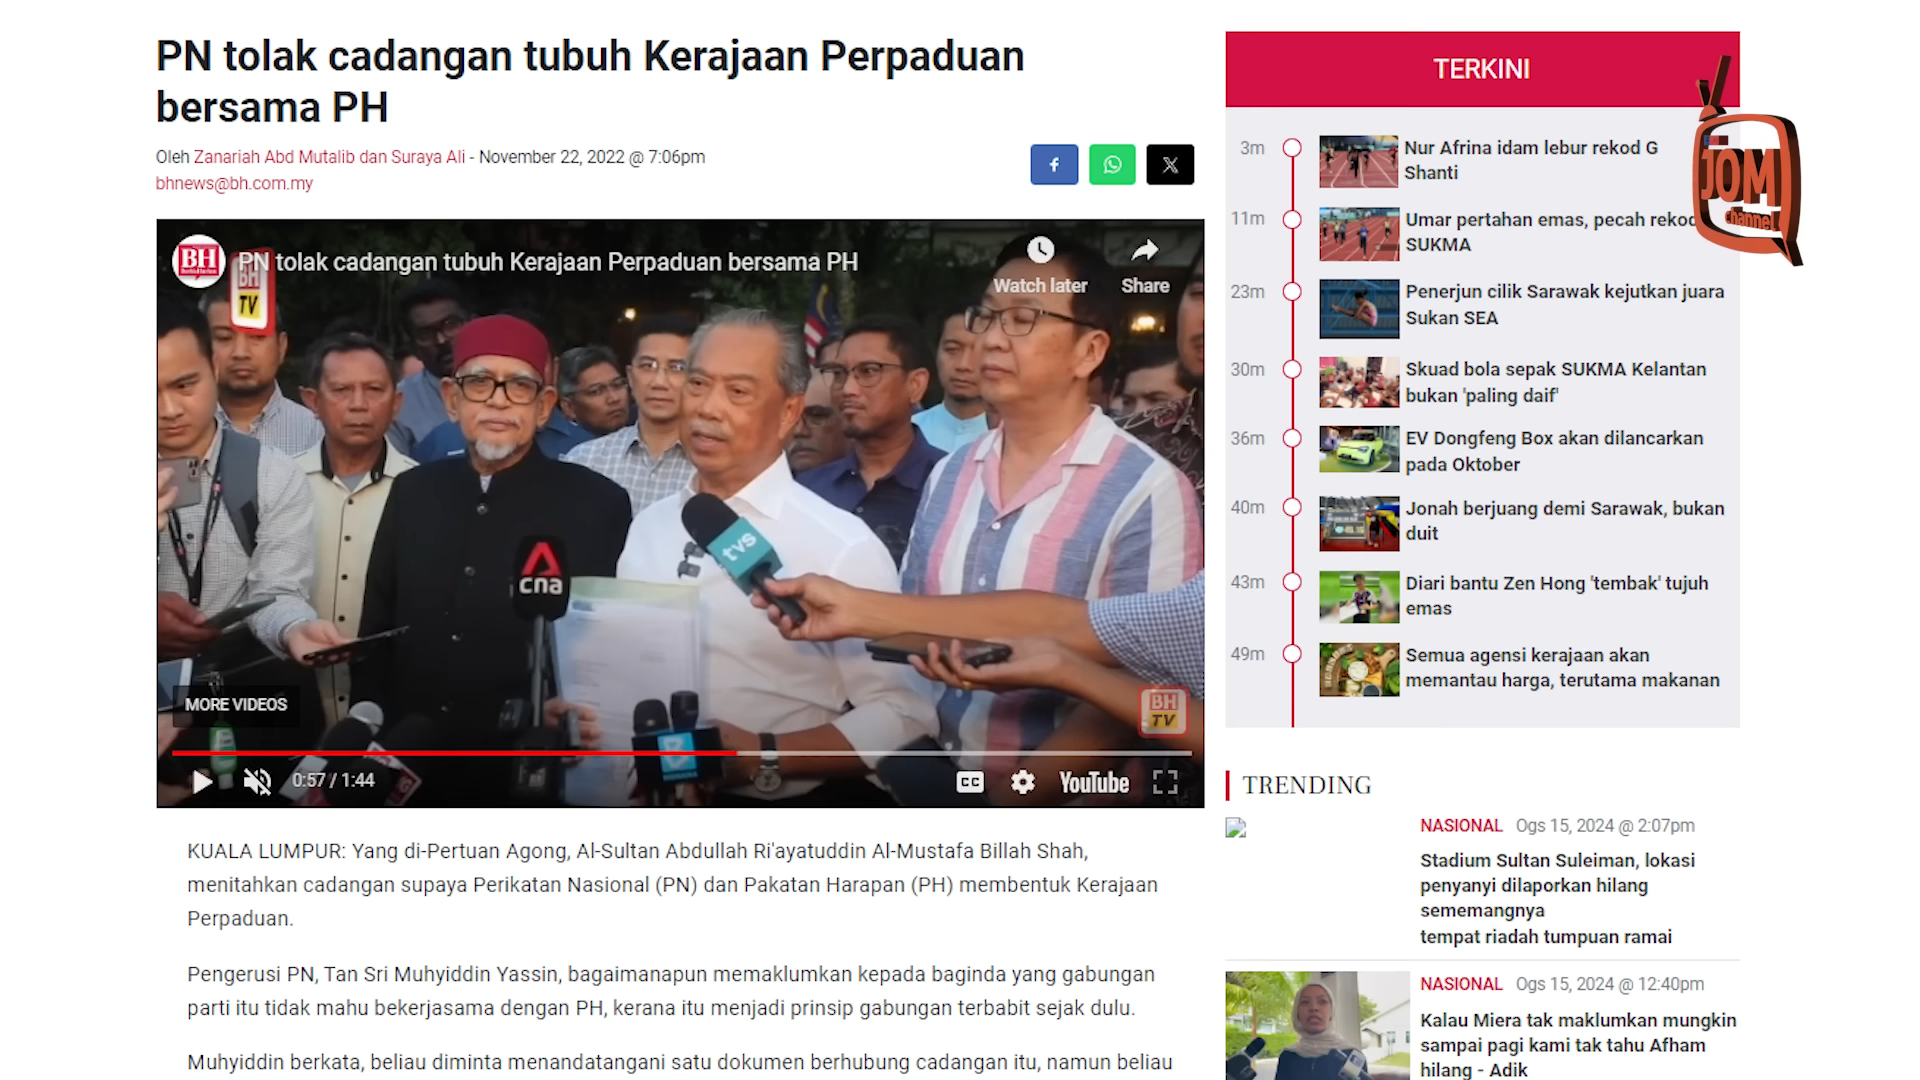 PN tolak cadangan tubuh Kerajaan Perpaduan
bersama PH
Oleh Zanariah Abd Mutalib dan Suraya Ali - November 22, 2022 @ 7:06pm
bhnews@bh.com.my
BH
PN tolak cadangan tubuh Kerajaan Perpaduan bersama PH
Watch later
Share
BH
TV
tvs
cna
MORE VIDEOS
BH
TV
0:57 / 1:44
CC
YouTube
KUALA LUMPUR: Yang di-Pertuan Agong, Al-Sultan Abdullah Ri'ayatuddin Al-Mustafa Billah Shah,
menitahkan cadangan supaya Perikatan Nasional (PN) dan Pakatan Harapan (PH) membentuk Kerajaan
Perpaduan.
Pengerusi PN, Tan Sri Muhyiddin Yassin, bagaimanapun memaklumkan kepada baginda yang gabungan
parti itu tidak mahu bekerjasama dengan PH, kerana itu menjadi prinsip gabungan terbabit sejak dulu.
Muhyiddin berkata, beliau diminta menandatangani satu dokumen berhubung cadangan itu, namun beliau
TERKINI
JOM
channel
3m
Nur Afrina idam lebur rekod G
Shanti
11m
Umar pertahan emas, pecah rekod
SUKMA
23m
Penerjun cilik Sarawak kejutkan juara
Sukan SEA
30m
Skuad bola sepak SUKMA Kelantan
bukan 'paling daif'
36m
EV Dongfeng Box akan dilancarkan
pada Oktober
40m
Jonah berjuang demi Sarawak, bukan
duit
43m
Diari bantu Zen Hong 'tembak' tujuh
emas
49m
Semua agensi kerajaan akan
memantau harga, terutama makanan
TRENDING
NASIONAL Ogs 15, 2024 @ 2:07pm
Stadium Sultan Suleiman, lokasi
penyanyi dilaporkan hilang
sememangnya
tempat riadah tumpuan ramai
NASIONAL Ogs 15, 2024 @ 12:40pm
Kalau Miera tak maklumkan mungkin
sampai pagi kami tak tahu Afham
hilang - Adik